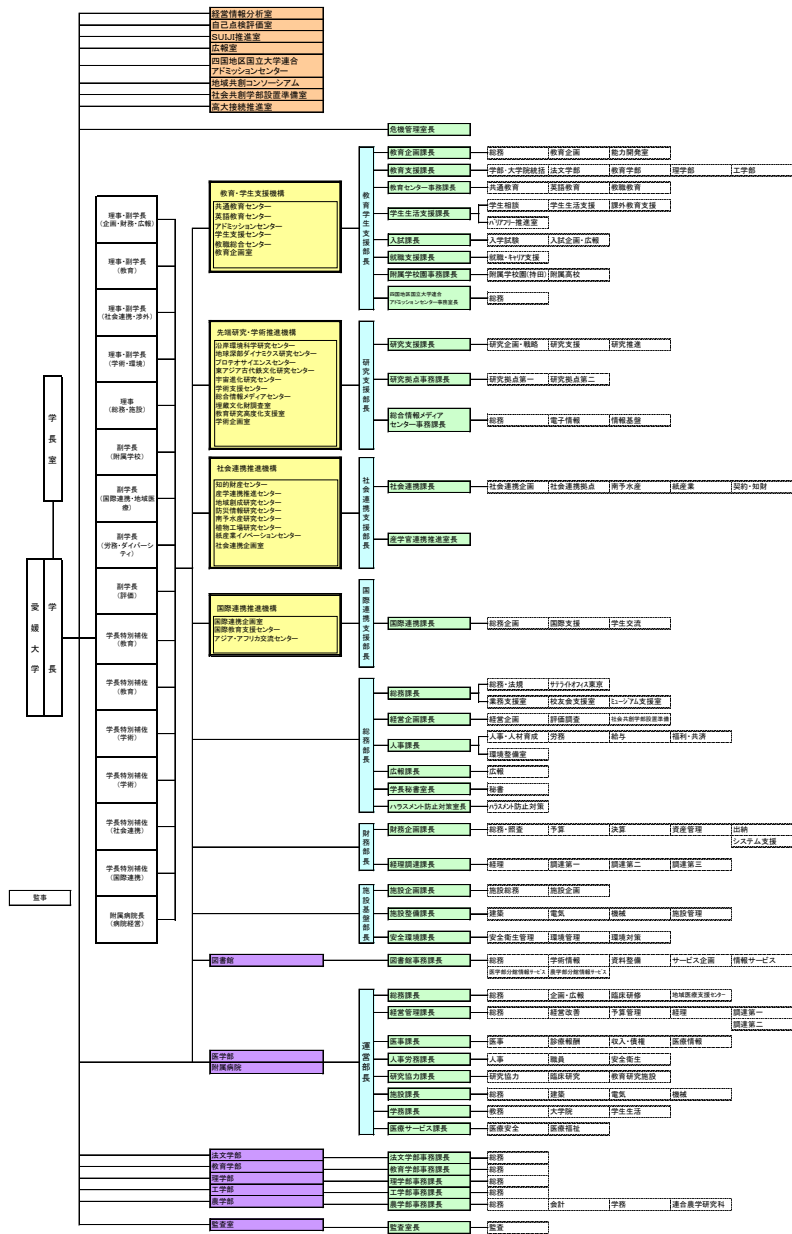 経営情報分析室
自己点検評価室
SUIJI推進室
広報室
四国地区国立大学連合
アドミッションセンター
地域共創コンソーシアム
社会共創学部設置準備室
高大接続推進室
危機管理室長
学長室
愛媛大学
学長
監事
理事・副学長
(企画・財務・広報)
理事・副学長
(教育)
理事・副学長
(社会連携・渉外)
理事・副学長
(学術・環境)
理事
(総務・施設)
副学長
(附属学校)
副学長
(国際連携・地域医
療)
副学長
(労務・ダイバーシ
ティ)
副学長
(評価)
学長特別補佐
(教育)
学長特別補佐
(教育)
学長特別補佐
(学術)
学長特別補佐
(学術)
学長特別補佐
(社会連携)
学長特別補佐
(国際連携)
附属病院長
(病院経営)
教育・学生支援機構
共通教育センター
英語教育センター
アドミッションセンター
学生支援センター
教職総合センター
教育企画室
教育学生支援部長
教育企画課長 総務 教育企画 能力開発室
教育支援課長 学部・大学院統括 法文学部 教育学部 理学部 工学部
教育センター事務課長 共通教育 英語教育 教職教育
学生生活支援課長 学生相談 学生生活支援 課外教育支援
バリアフリー推進室
入試課長 入学試験 入試企画・広報
就職支援課長 就職・キャリア支援
附属学校園事務課長 附属学校園(持田) 附属高校
四国地区国立大学連合
アドミッションセンター事務室長 総務
先端研究・学術推進機構
沿岸環境科学研究センター
地球深部ダイナミクス研究センター
プロテオサイエンスセンター
東アジア古代鉄文化研究センター
宇宙進化研究センター
学術支援センター
総合情報メディアセンター
埋蔵文化財調査室
教育研究高度化支援室
学術企画室
研究支援部長
研究支援課長 研究企画・戦略 研究支援 研究推進
研究拠点事務課長 研究拠点第一 研究拠点第二
総合情報メディア
センター事務課長 総務 電子情報 情報基盤
社会連携推進機構
知的財産センター
産学連携推進センター
地域創成研究センター
防災情報研究センター
南予水産研究センター
植物工場研究センター
紙産業イノベーションセンター
社会連携企画室
社会連携支援部長
社会連携課長 社会連携企画 社会連携拠点 南予水産 紙産業 契約・知財
産学官連携推進室長
国際連携推進機構
国際連携企画室
国際教育支援センター
アジア・アフリカ交流センター
国際連携支援部長
国際連携課長 総務企画 国際支援 学生交流
総務部長
総務課長 総務・法規 サテライトオフィス東京
業務支援室 校友会支援室 ミュージアム支援室
経営企画課長 経営企画 評価調査 社会共創学部設置準備
人事課長 人事・人材育成 労務 給与 福利・共済
環境整備室
広報課長 広報
学長秘書室長 秘書
ハラスメント防止対策室長 ハラスメント防止対策
財務部長
財務企画課長 総務・照査 予算 決算 資産管理 出納
システム支援
経理調達課長 経理 調達第一 調達第二 調達第三
施設基盤部長
施設企画課長 施設総務 施設企画
施設整備課長 建築 電気 機械 施設管理
安全環境課長 安全衛生管理 環境管理 環境対策
図書館 図書館事務課長 総務 学術情報 資料整備 サービス企画 情報サービス
医学部分館情報サービス 農学部分館情報サービス
医学部
附属病院
運営部長
総務課長 総務 企画・広報 臨床研修 地域医療支援センター
経営管理課長 総務 経営改善 予算管理 経理 調達第一
調達第二
医事課長 医事 診療報酬 収入・債権 医療情報
人事労務課長 人事 職員 安全衛生
研究協力課長 研究協力 臨床研究 教育研究施設
施設課長 総務 建築 電気 機械
学務課長 教務 大学院 学生生活
医療サービス課長 医療安全 医療福祉
法文学部 法文学部事務課長 総務
教育学部 教育学部事務課長 総務
理学部 理学部事務課長 総務
工学部 工学部事務課長 総務
農学部 農学部事務課長 総務 会計 学務 連合農学研究科
監査室 監査室長 監査